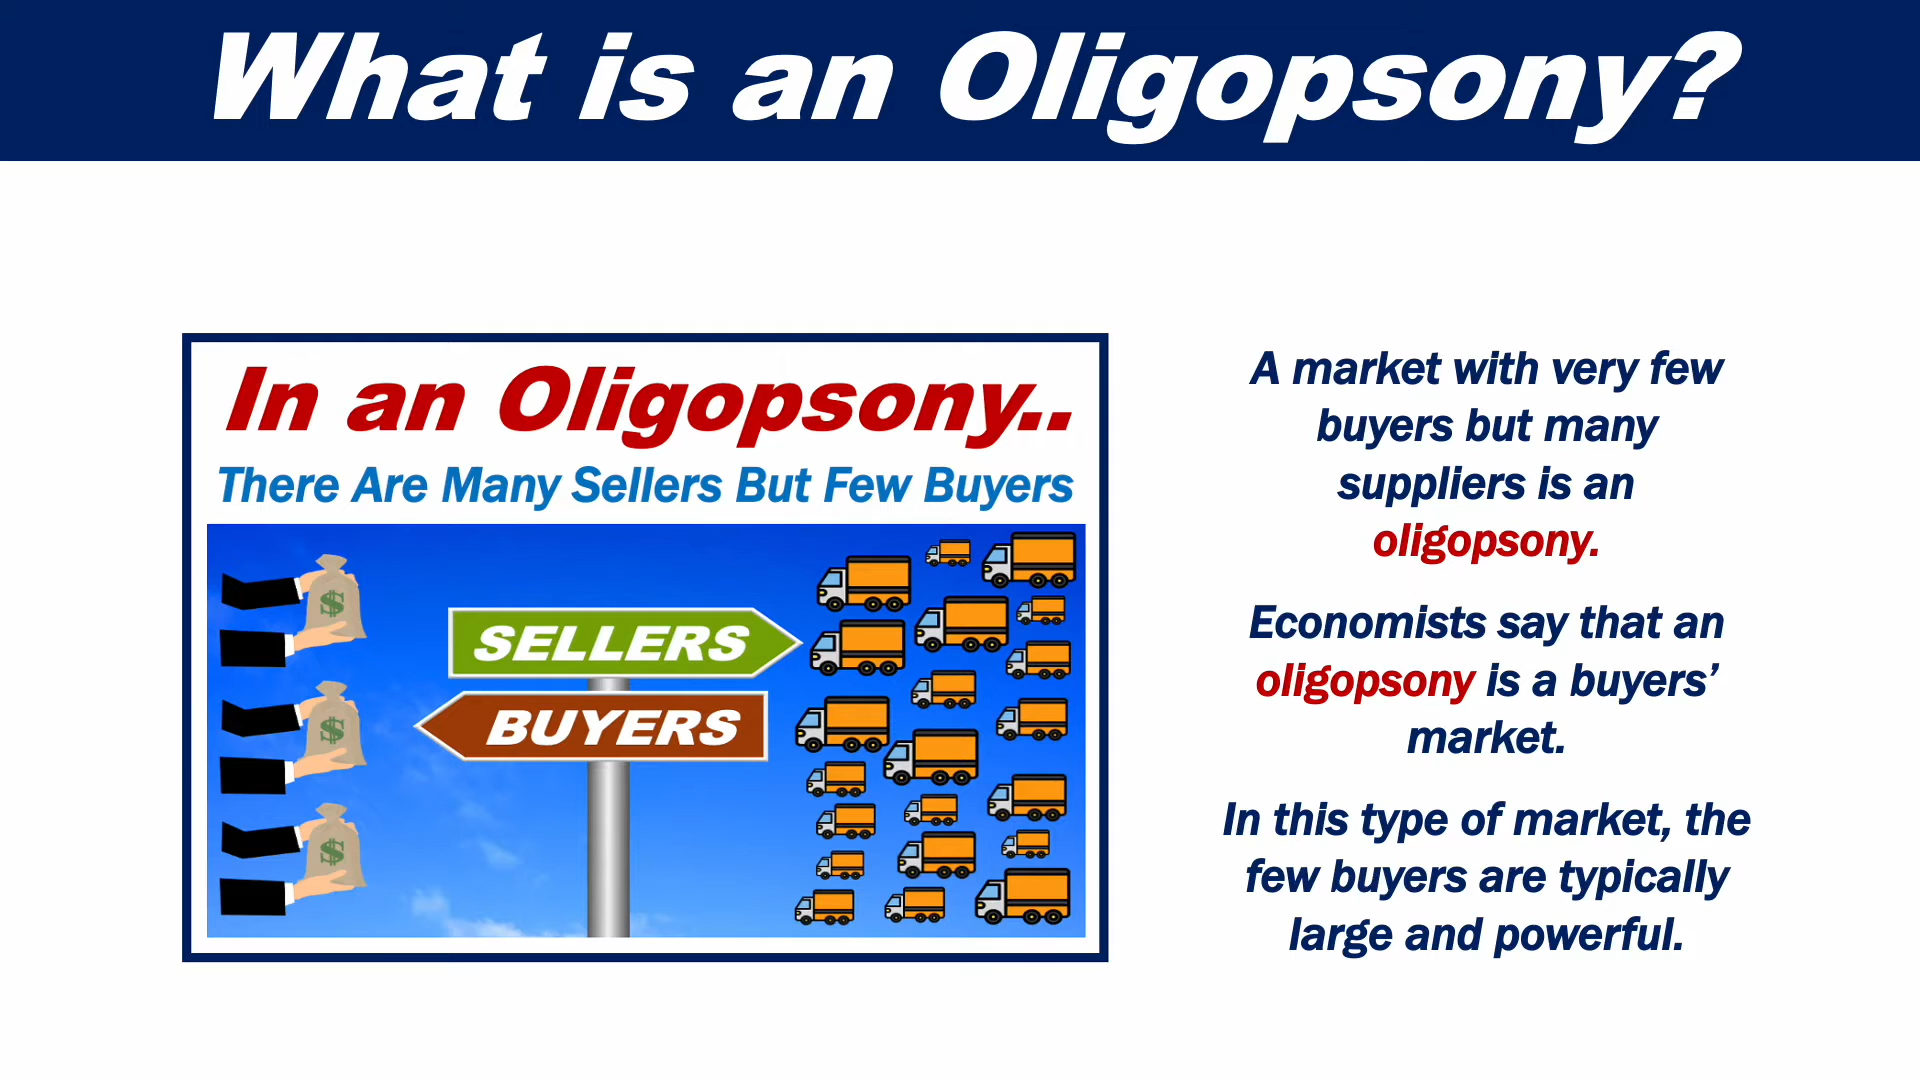 What is an Oligopsony?
In an Oligopsony..
There Are Many Sellers But Few Buyers
$
SELLERS
BUYERS
$
$
A market with very few
buyers but many
suppliers is an
oligopsony.
Economists say that an
oligopsony is a buyers’
market.
In this type of market, the
few buyers are typically
large and powerful.